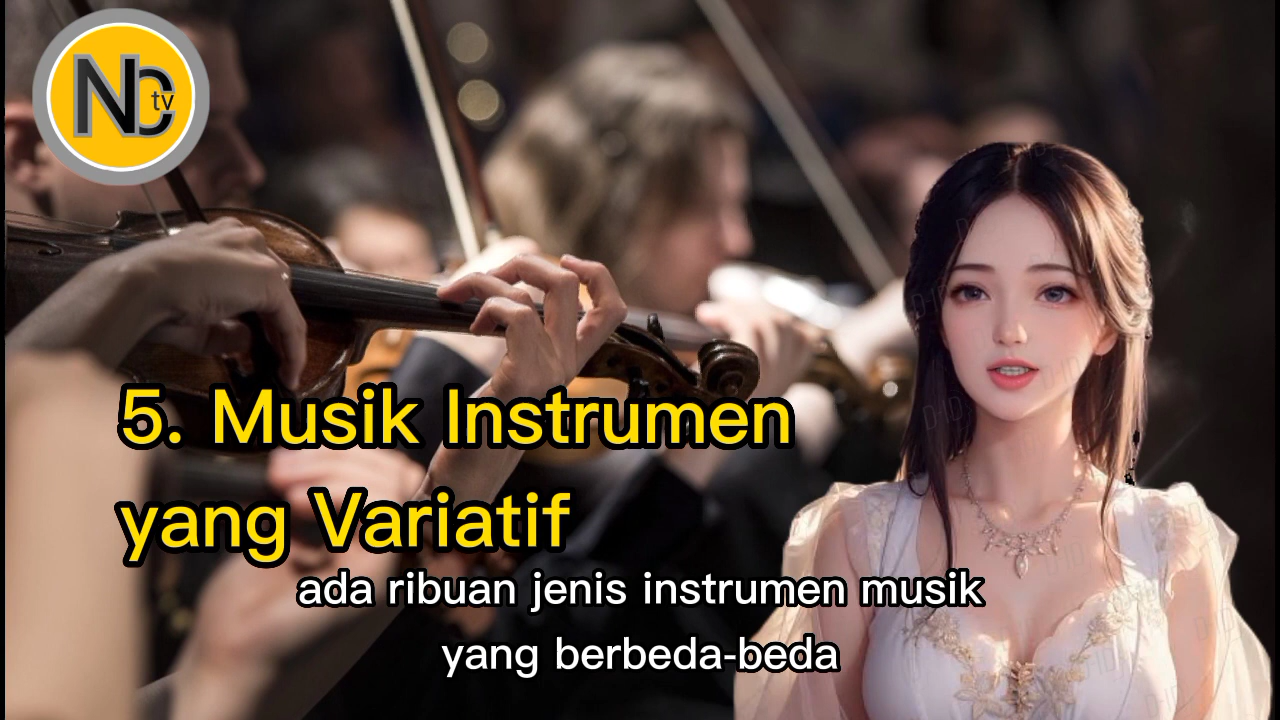 NC tv
5. Musik Instrumen
yang Variatif
ada ribuan jenis instrumen musik
yang berbeda-beda